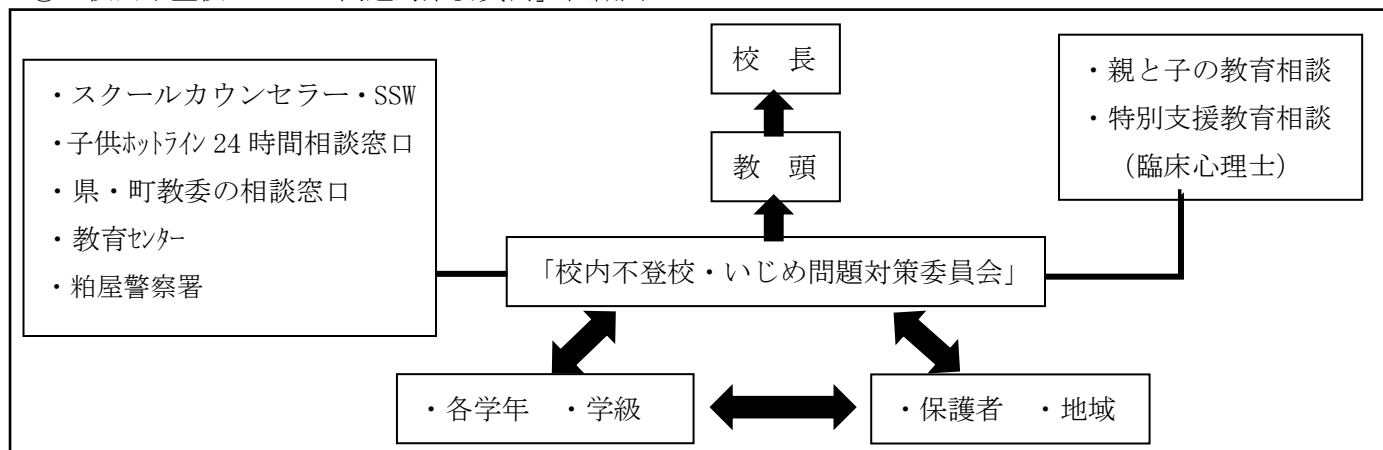 校　長
・スクールカウンセラー・SSW
・子供ホットライン 24 時間相談窓口
・県・町教委の相談窓口
・教育センター
・粕屋警察署
・親と子の教育相談
・特別支援教育相談
（臨床心理士）
教　頭
「校内不登校・いじめ問題対策委員会」
・各学年　・学級
・保護者　・地域